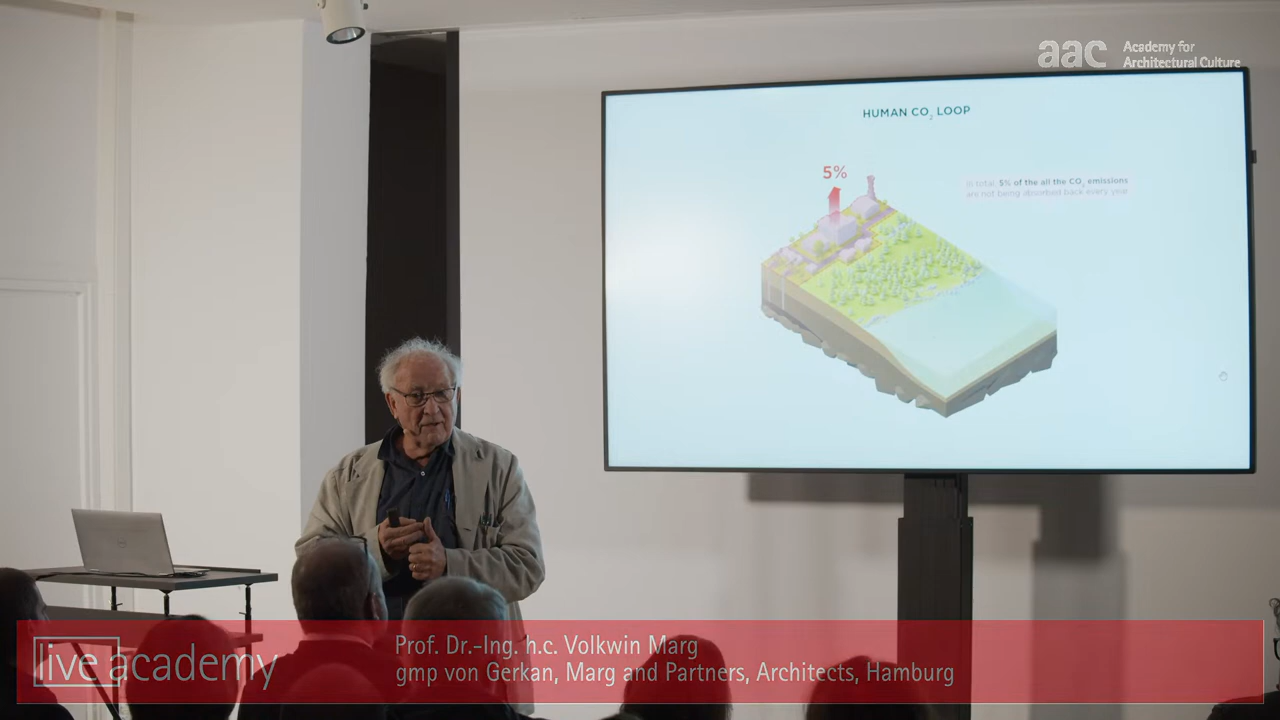 aac
Academy for
Architectural Culture
HUMAN CO₂ LOOP
5%
In total, 5% of the all the CO₂ emissions
are not being absorbed back every year.
live academy
Prof. Dr.-Ing. h.c. Volkwin Marg
gmp von Gerkan, Marg and Partners, Architects, Hamburg